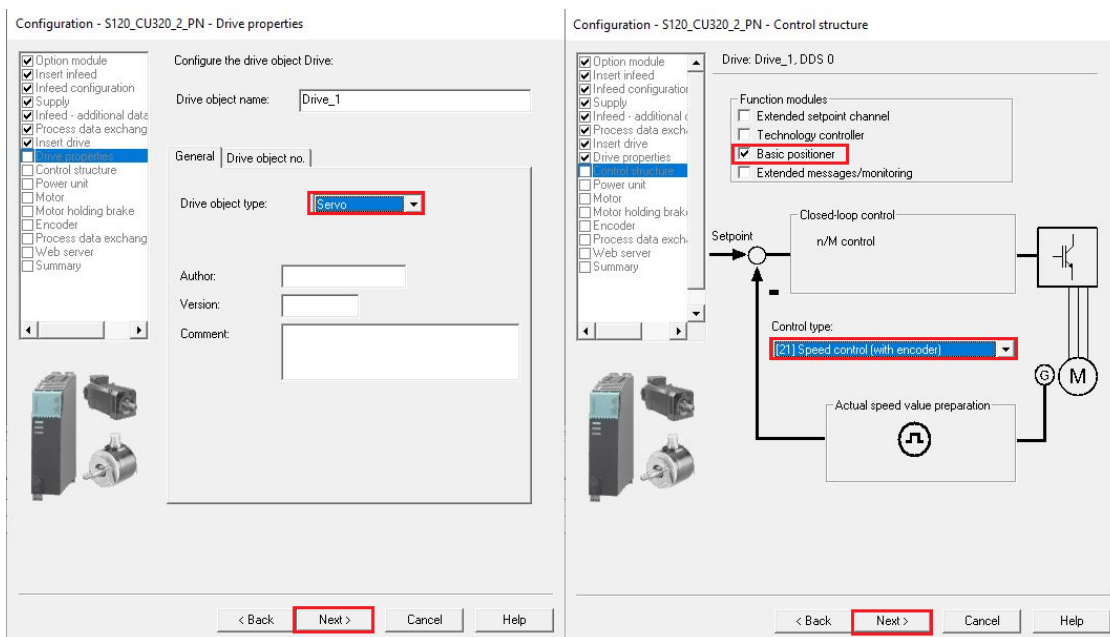 Configuration - S120_CU320_2_PN - Drive properties
Option module
Insert infeed
Infeed configuration
Supply
Infeed - additional data
Process data exchang
Insert drive
Drive properties
Control structure
Power unit
Motor
Motor holding brake
Encoder
Process data exchang
Web server
Summary
Configure the drive object Drive:
Drive object name:
Drive_1
General
Drive object no.
Drive object type:
Servo
Author:
Version:
Comment:
< Back
Next >
Cancel
Help
Configuration - S120_CU320_2_PN - Control structure
Option module
Insert infeed
Infeed configuration
Supply
Infeed - additional d
Process data exch
Insert drive
Drive properties
Control structure
Power unit
Motor
Motor holding brak
Encoder
Process data exch
Web server
Summary
Drive: Drive_1, DDS 0
Function modules
Extended setpoint channel
Technology controller
Basic positioner
Extended messages/monitoring
Closed-loop control
n/M control
Setpoint
Control type:
[21] Speed control (with encoder)
G
M
Actual speed value preparation
< Back
Next >
Cancel
Help